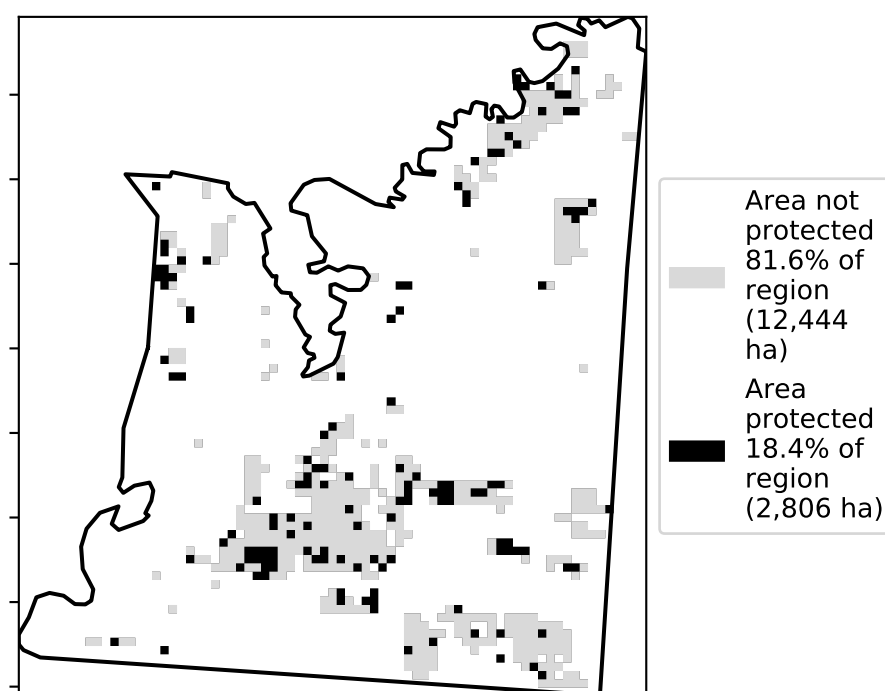 Area not
protected
81.6% of
region
(12,444
ha)
Area
protected
18.4% of
region
(2,806 ha)